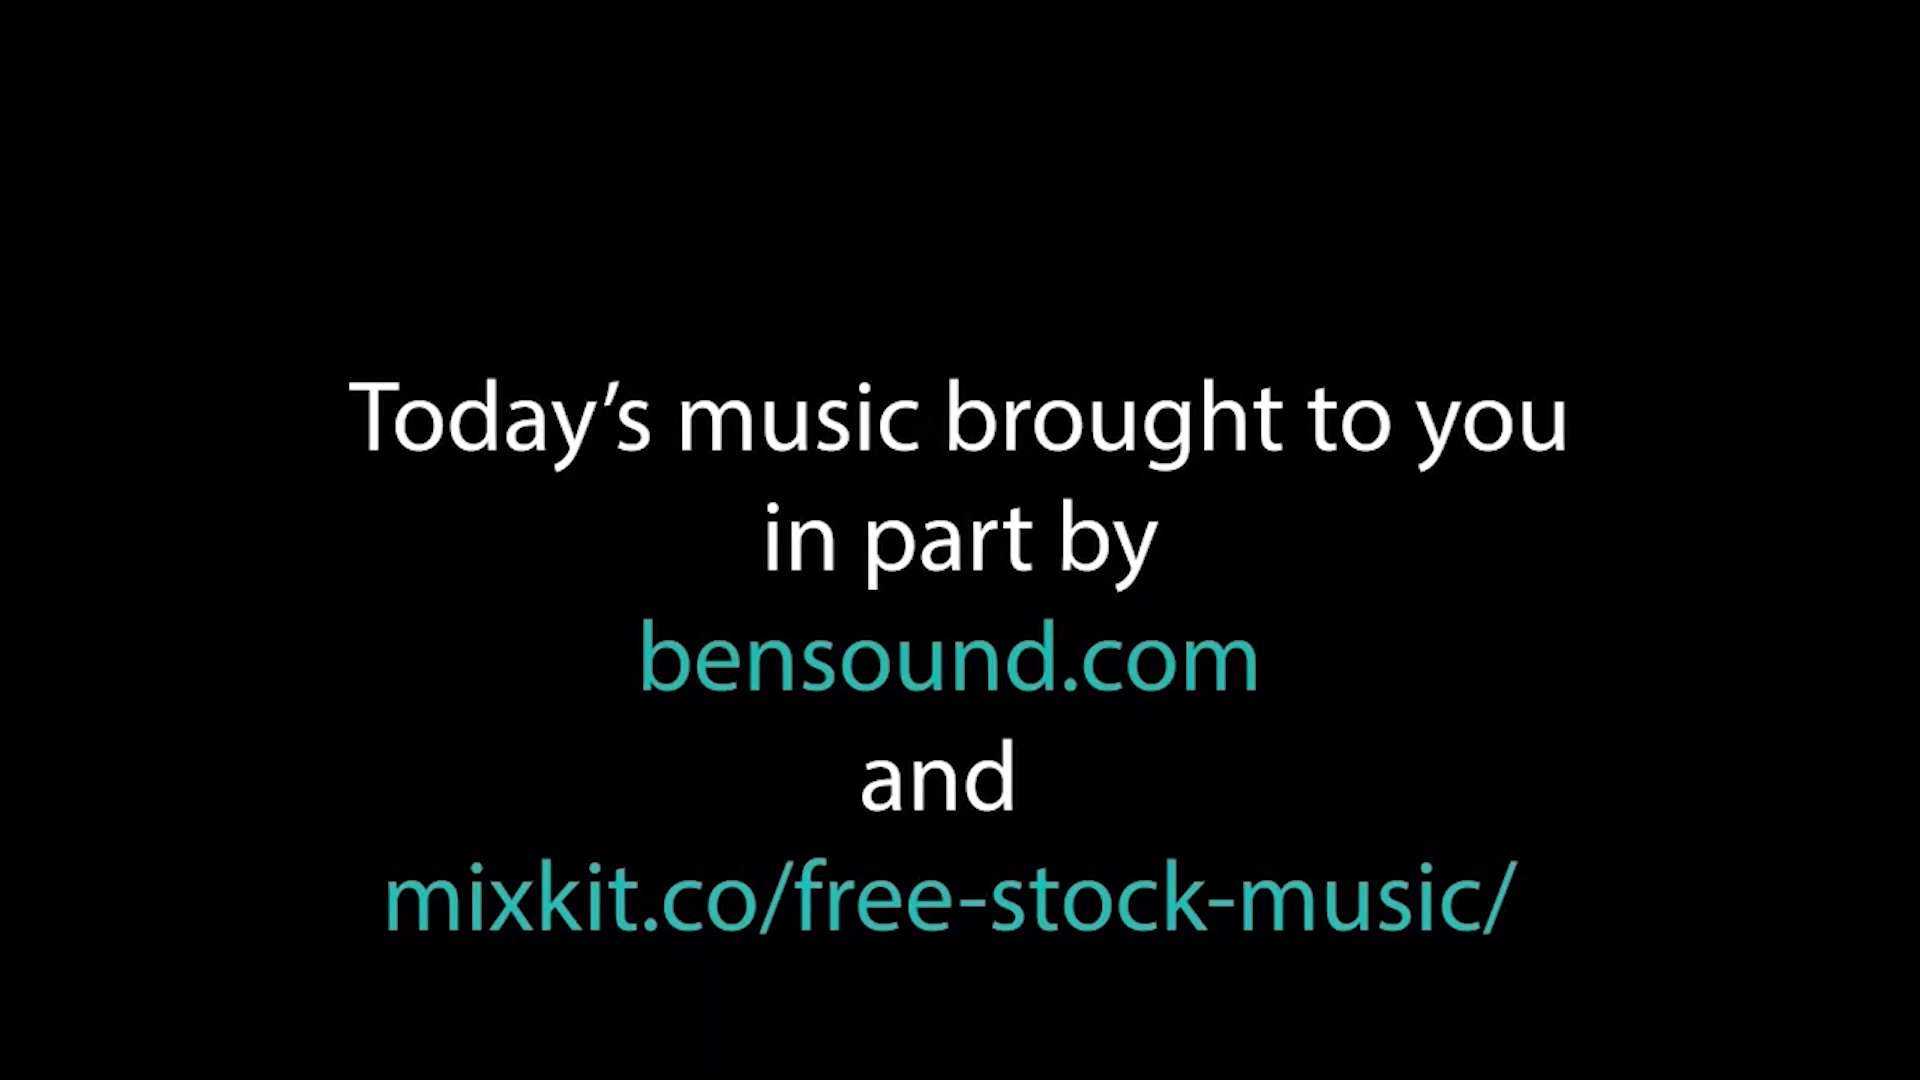 Today’s music brought to you
in part by
bensound.com
and
mixkit.co/free-stock-music/